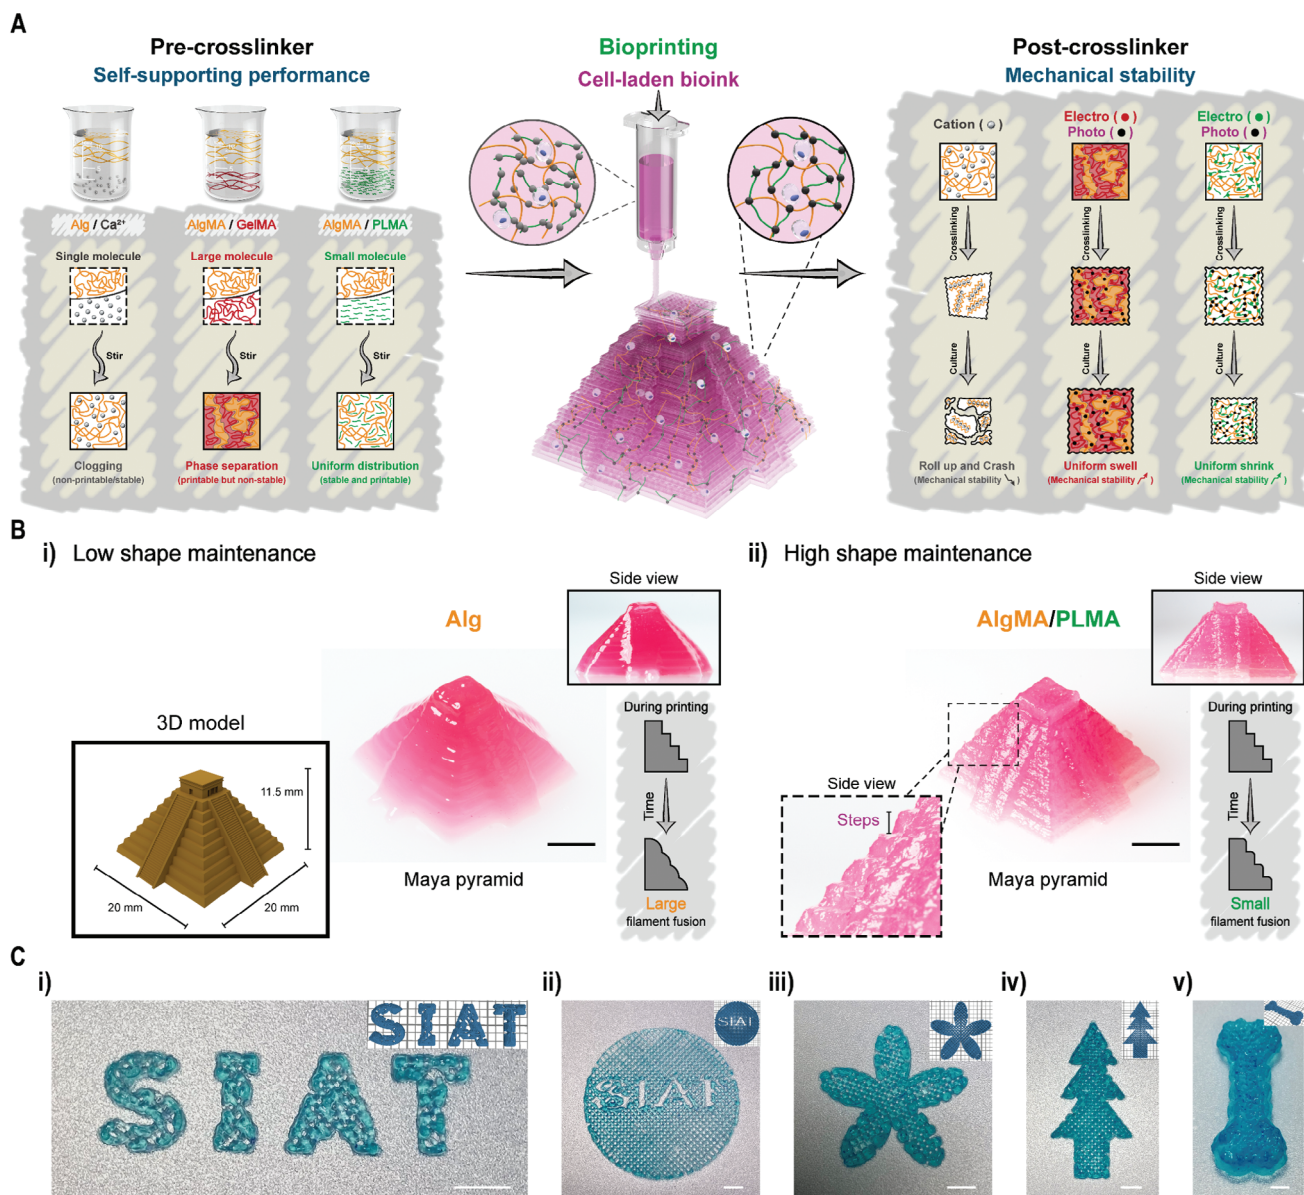 A
Pre-crosslinker
Self-supporting performance
Bioprinting
Cell-laden bioink
Post-crosslinker
Mechanical stability
Alg / Ca²⁺
AlgMA / GelMA
AlgMA / PLMA
Single molecule
Large molecule
Small molecule
Stir
Stir
Stir
Clogging
(non-printable/stable)
Phase separation
(printable but non-stable)
Uniform distribution
(stable and printable)
Cation ( )
Electro ( )
Photo ( )
Electro ( )
Photo ( )
Crosslinking
Crosslinking
Crosslinking
Culture
Culture
Culture
Roll up and Crash
(Mechanical stability )
Uniform swell
(Mechanical stability )
Uniform shrink
(Mechanical stability )
B
i) Low shape maintenance
3D model
11.5 mm
20 mm
20 mm
Alg
Maya pyramid
Side view
During printing
Time
Large
filament fusion
ii) High shape maintenance
AlgMA/PLMA
Side view
Side view
Steps
Maya pyramid
During printing
Time
Small
filament fusion
C
i)
SIAT
SIAT
ii)
SIAT
SIAT
iii)
iv)
v)